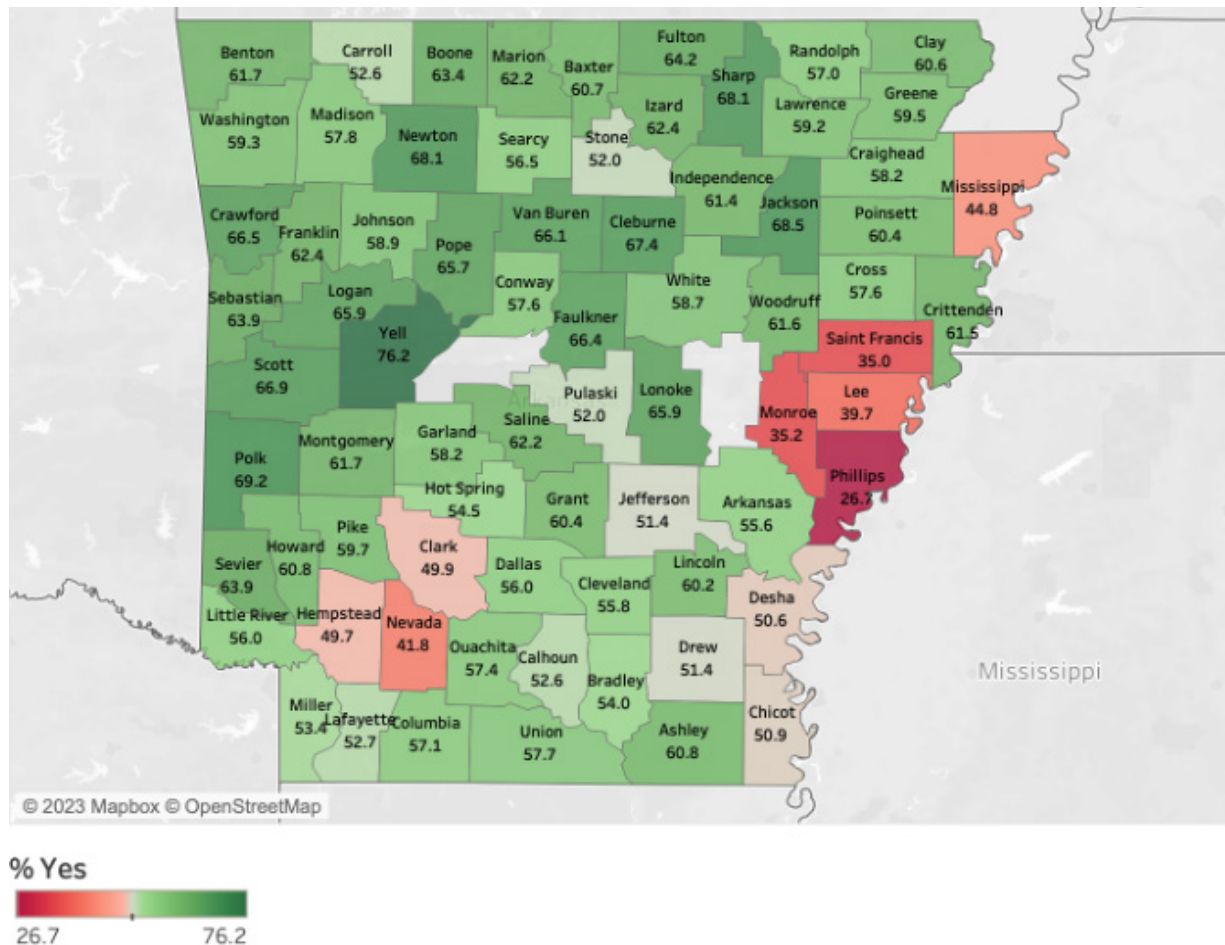 Benton
61.7
Carroll
52.6
Boone
63.4
Marion
62.2
Baxter
60.7
Fulton
64.2
Sharp
68.1
Randolph
57.0
Clay
60.6
Washington
59.3
Madison
57.8
Newton
68.1
Searcy
56.5
Stone
52.0
Izard
62.4
Lawrence
59.2
Greene
59.5
Independence
61.4
Jackson
68.5
Craighead
58.2
Mississippi
44.8
Crawford
66.5
Franklin
62.4
Johnson
58.9
Pope
65.7
Van Buren
66.1
Cleburne
67.4
Poinsett
60.4
Sebastian
63.9
Logan
65.9
Yell
76.2
Conway
57.6
Faulkner
66.4
White
58.7
Woodruff
61.6
Cross
57.6
Crittenden
61.5
Scott
66.9
Saint Francis
35.0
Pulaski
52.0
Lonoke
65.9
Monroe
35.2
Lee
39.7
Polk
69.2
Montgomery
61.7
Garland
58.2
Saline
62.2
Hot Spring
54.5
Grant
60.4
Jefferson
51.4
Arkansas
55.6
Phillips
26.7
Sevier
63.9
Howard
60.8
Pike
59.7
Clark
49.9
Dallas
56.0
Cleveland
55.8
Lincoln
60.2
Desha
50.6
Little River
56.0
Hempstead
49.7
Nevada
41.8
Ouachita
57.4
Calhoun
52.6
Bradley
54.0
Drew
51.4
Mississippi
Miller
53.4
Lafayette
52.7
Columbia
57.1
Union
57.7
Ashley
60.8
Chicot
50.9
© 2023 Mapbox © OpenStreetMap
% Yes
26.7 76.2